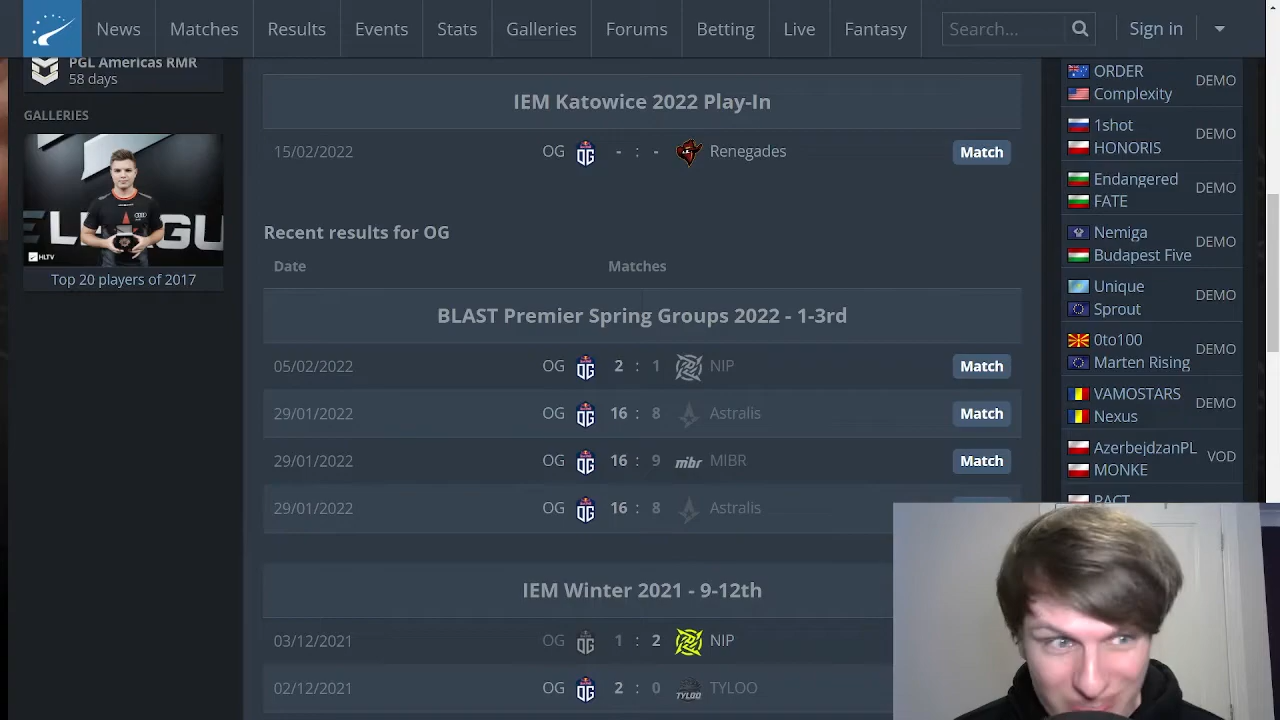 News Matches Results Events Stats Galleries Forums Betting Live Fantasy Search... Sign in
PGL Americas RMR
58 days
GALLERIES
HLTV
Top 20 players of 2017
IEM Katowice 2022 Play-In
15/02/2022 OG - : - Renegades Match
Recent results for OG
Date Matches
BLAST Premier Spring Groups 2022 - 1-3rd
05/02/2022 OG 2 : 1 NIP Match
29/01/2022 OG 16 : 8 Astralis Match
29/01/2022 OG 16 : 9 mibr MIBR Match
29/01/2022 OG 16 : 8 Astralis
IEM Winter 2021 - 9-12th
03/12/2021 OG 1 : 2 NIP
02/12/2021 OG 2 : 0 TYLOO TYLOO
ORDER
Complexity DEMO
1shot
HONORIS DEMO
Endangered
FATE DEMO
Nemiga
Budapest Five DEMO
Unique
Sprout DEMO
0to100
Marten Rising DEMO
VAMOSTARS
Nexus DEMO
AzerbejdzanPL
MONKE VOD
PACT